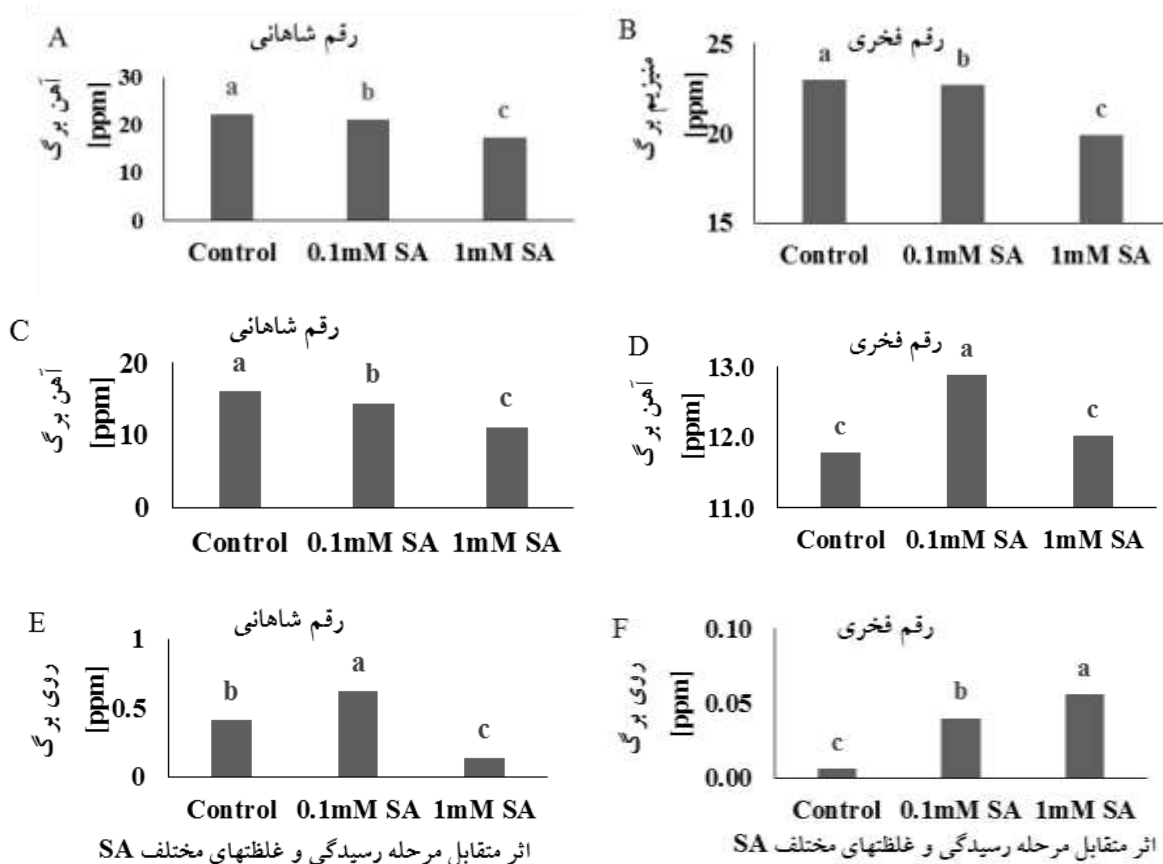 A
رقم شاهانی
آهن برگ
[ppm]
30
20
10
0
a
b
c
Control 0.1mM SA 1mM SA
B
رقم فخری
منیزیم برگ
[ppm]
25
20
15
a
b
c
Control 0.1mM SA 1mM SA
C
رقم شاهانی
آهن برگ
[ppm]
20
10
0
a
b
c
Control 0.1mM SA 1mM SA
D
رقم فخری
آهن برگ
[ppm]
13.0
12.0
11.0
c
a
c
Control 0.1mM SA 1mM SA
E
رقم شاهانی
روی برگ
[ppm]
1
0.5
0
b
a
c
Control 0.1mM SA 1mM SA
اثر متقابل مرحله رسیدگی و غلظتهای مختلف SA
F
رقم فخری
روی برگ
[ppm]
0.10
0.05
0.00
c
b
a
Control 0.1mM SA 1mM SA
اثر متقابل مرحله رسیدگی و غلظتهای مختلف SA